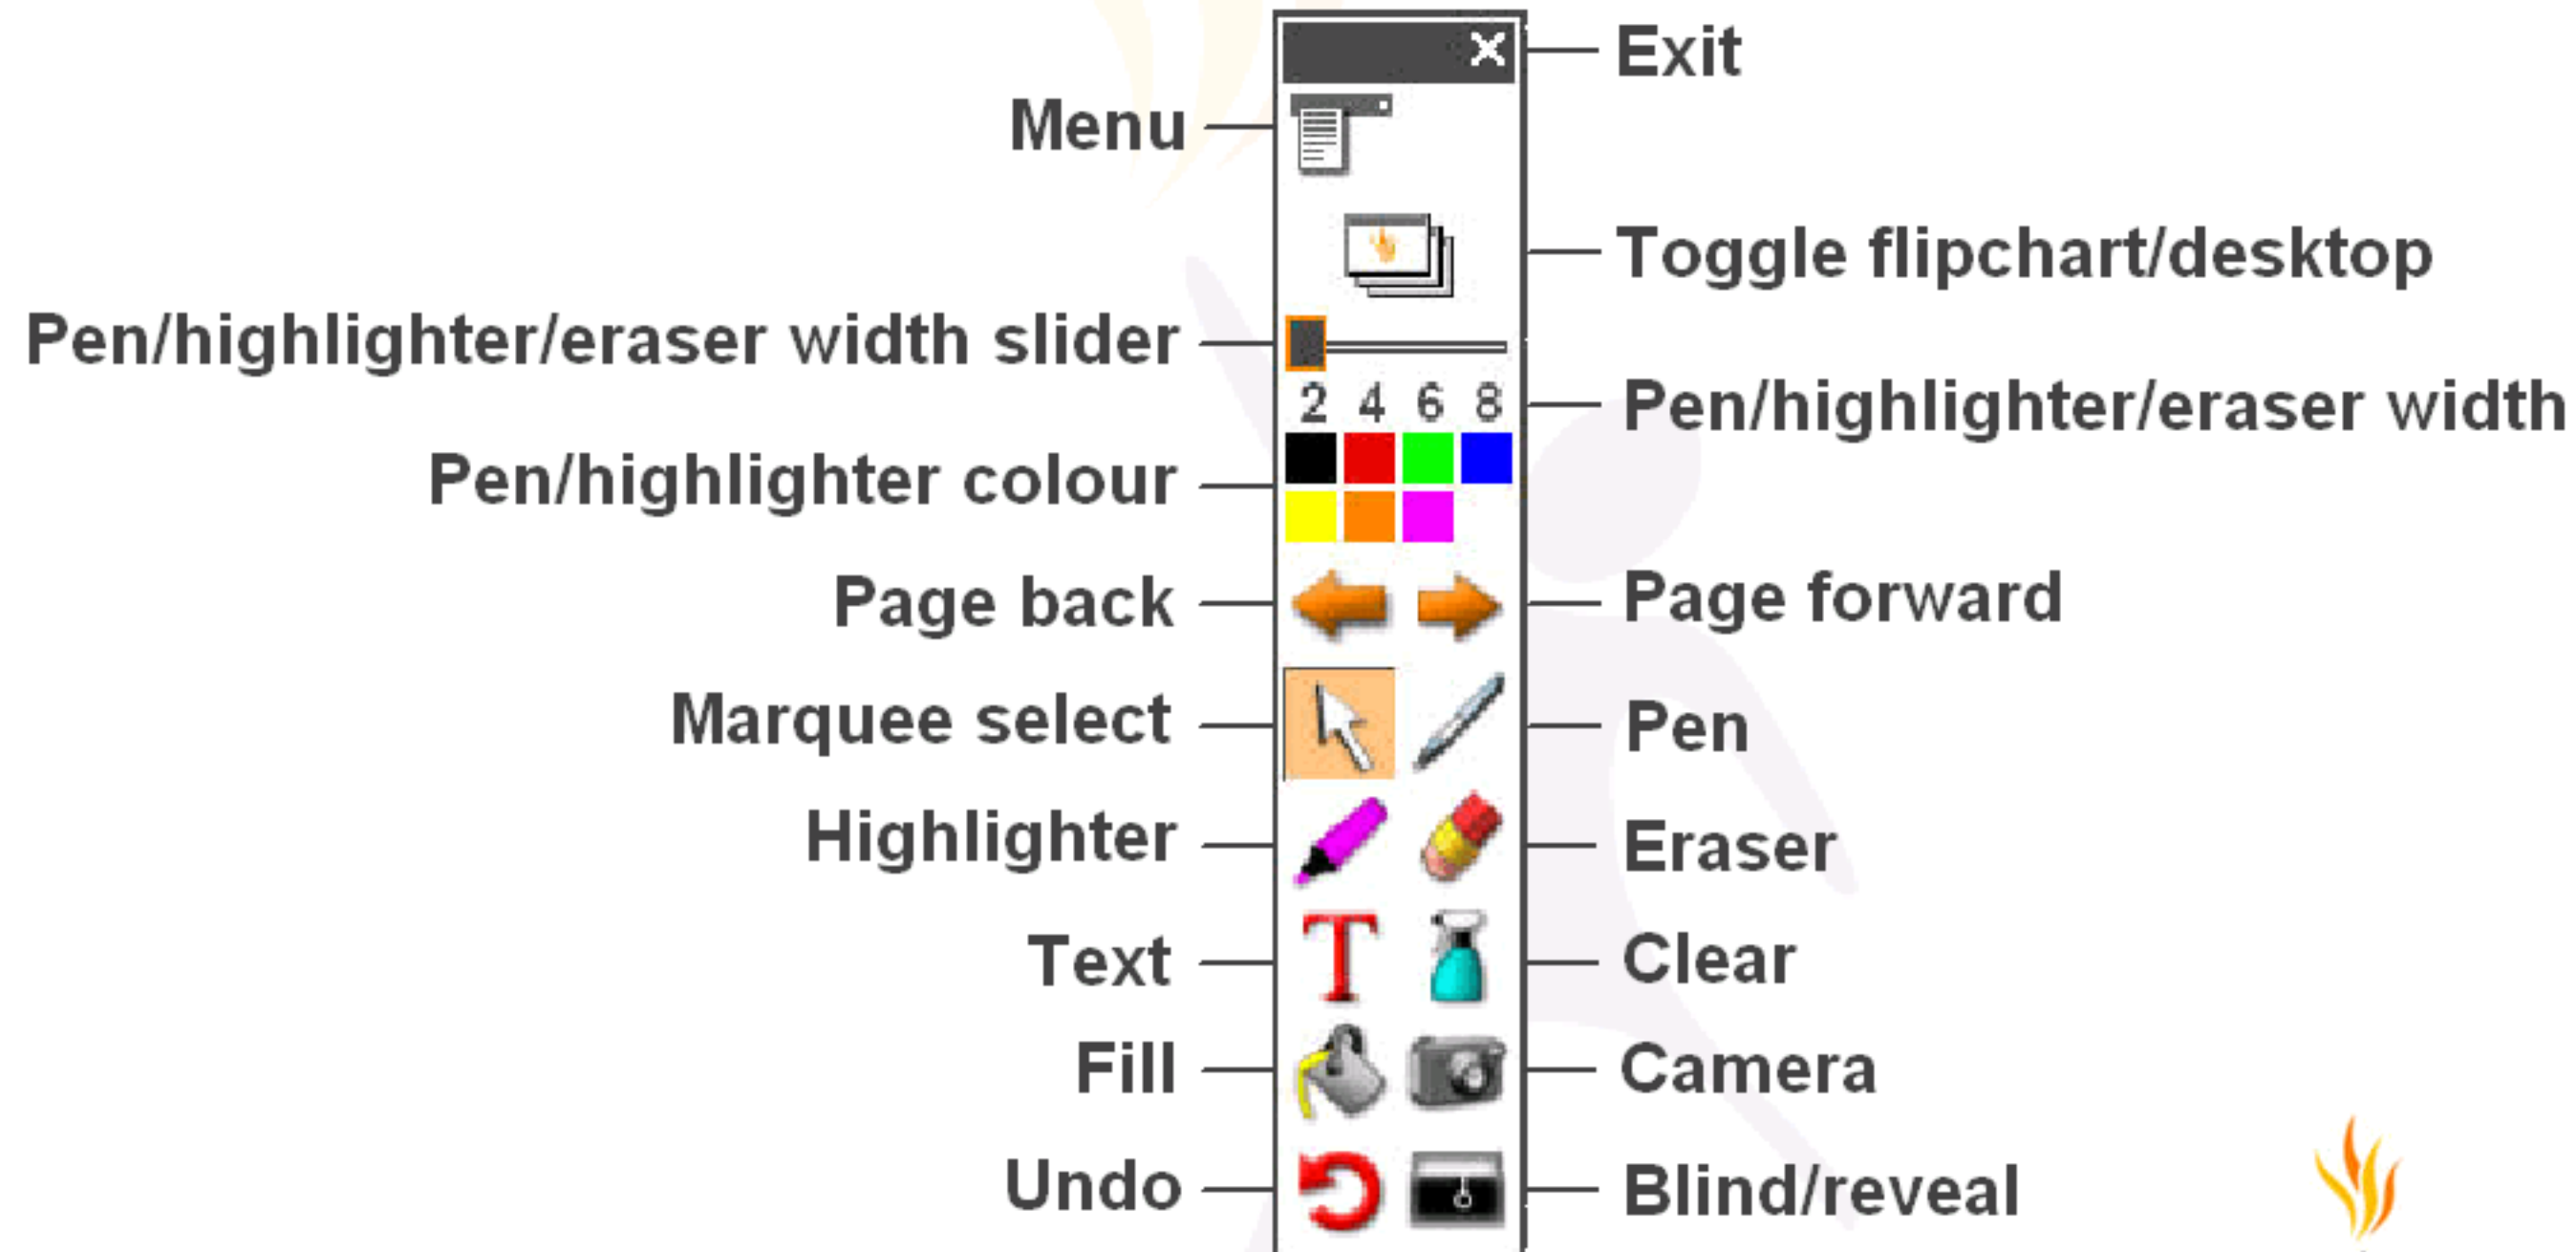 Exit
Menu
Toggle flipchart/desktop
Pen/highlighter/eraser width slider
2 4 6 8
Pen/highlighter/eraser width
Pen/highlighter colour
Page back
Page forward
Marquee select
Pen
Highlighter
Eraser
T
Text
Clear
Fill
Camera
Undo
Blind/reveal